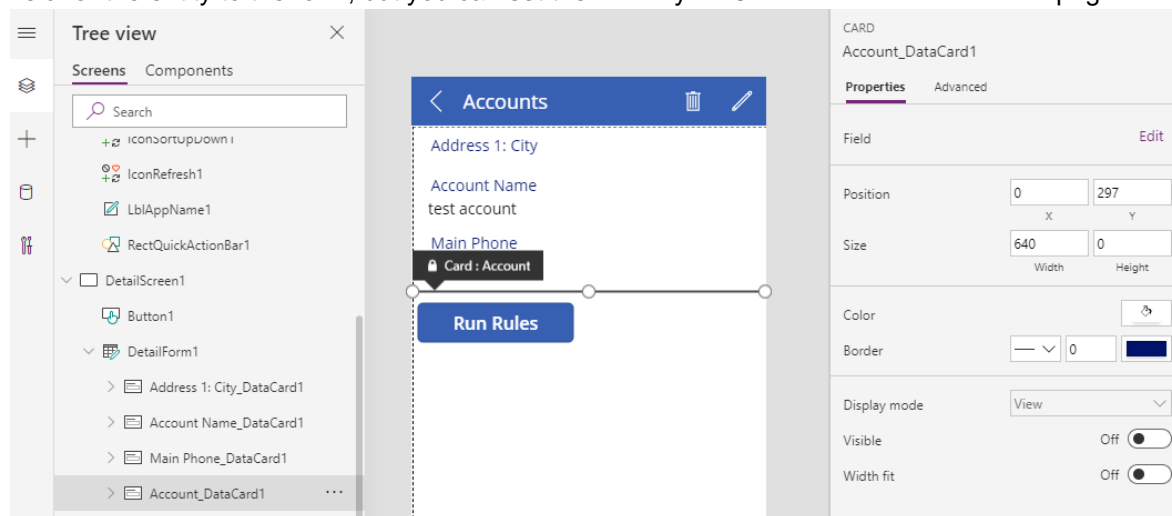 Tree view
Screens Components
Search
IconSortUpDown1
IconRefresh1
LblAppName1
RectQuickActionBar1
DetailScreen1
Button1
DetailForm1
Address 1: City_DataCard1
Account Name_DataCard1
Main Phone_DataCard1
Account_DataCard1 ...
Accounts
Address 1: City
Account Name
test account
Main Phone
Card : Account
Run Rules
CARD
Account_DataCard1
Properties Advanced
Field Edit
Position 0 297
X Y
Size 640 0
Width Height
Color
Border 0
Display mode View
Visible Off
Width fit Off